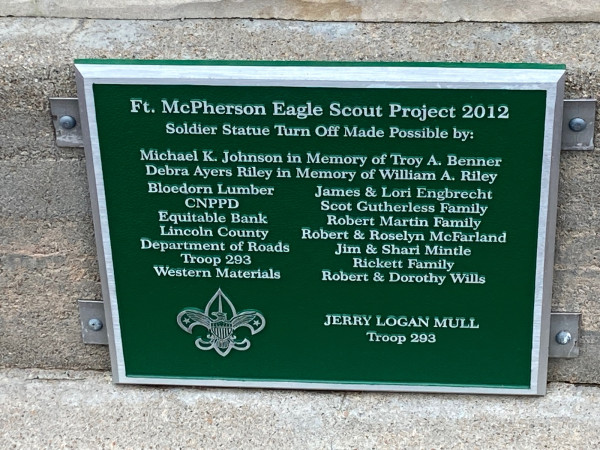 Ft. McPherson Eagle Scout Project 2012
Soldier Statue Turn Off Made Possible by:
Michael K. Johnson in Memory of Troy A. Benner
Debra Ayers Riley in Memory of William A. Riley
Bloedorn Lumber
CNPPD
Equitable Bank
Lincoln County
Department of Roads
Troop 293
Western Materials
James & Lori Engbrecht
Scot Gutherless Family
Robert Martin Family
Robert & Roselyn McFarland
Jim & Shari Mintle
Rickett Family
Robert & Dorothy Wills
JERRY LOGAN MULL
Troop 293